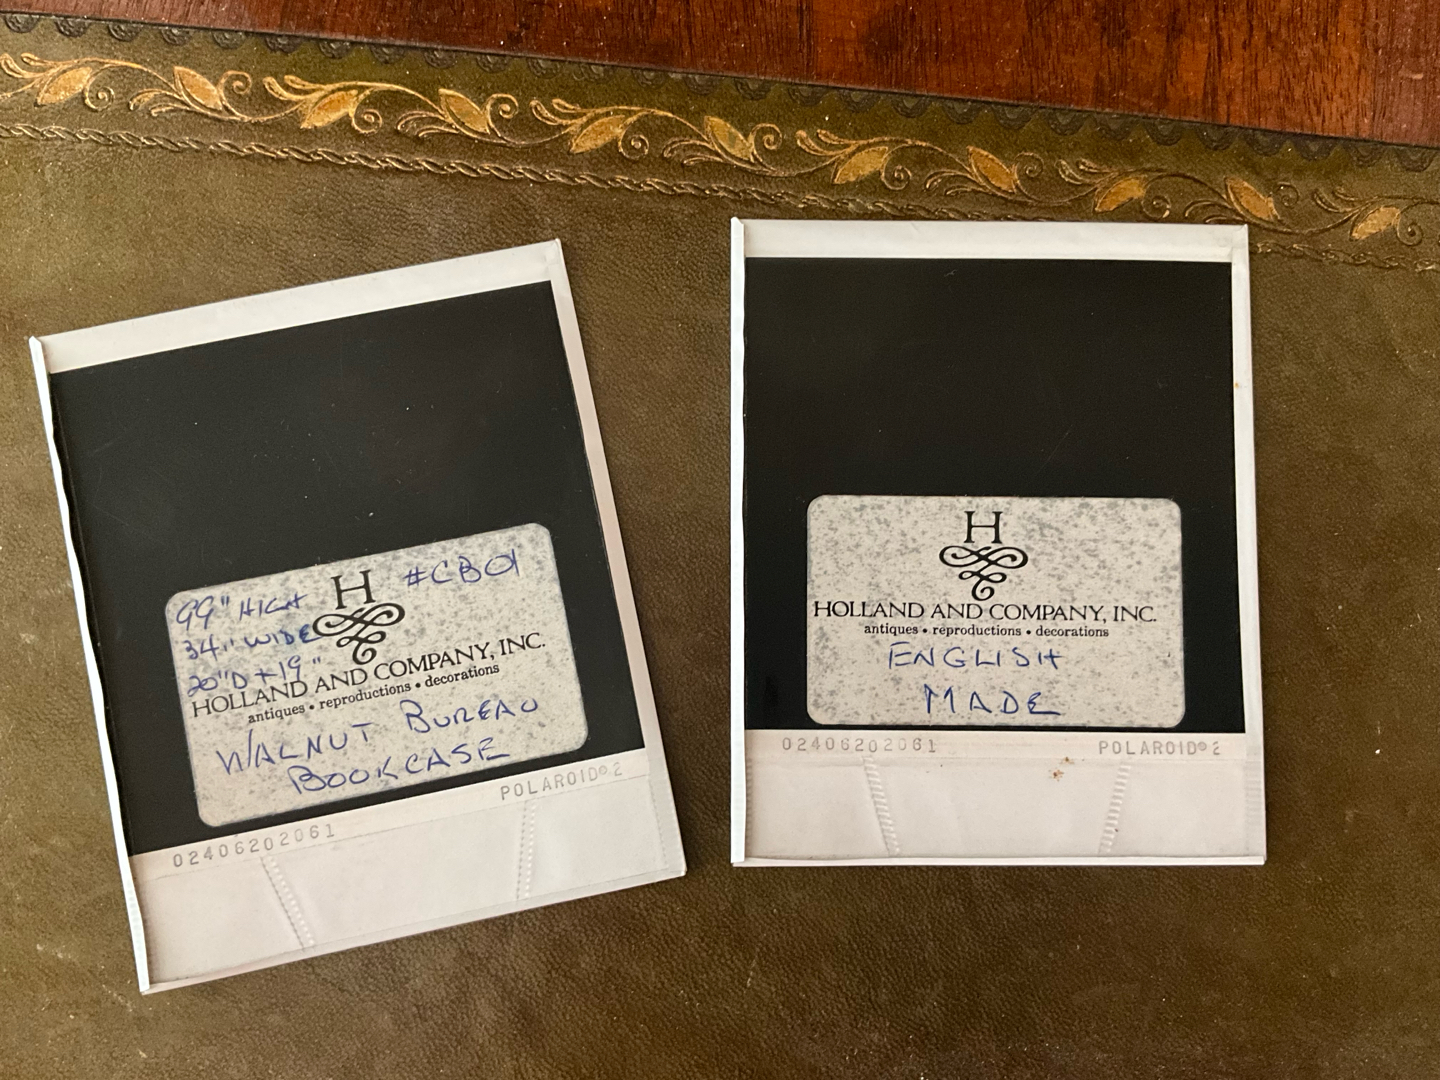 99" HIGH
#CB01
34" WIDE
20"D + 19"
H
HOLLAND AND COMPANY, INC.
antiques • reproductions • decorations
WALNUT BUREAU
BOOKCASE
02406202061
POLAROID® 2
H
HOLLAND AND COMPANY, INC.
antiques • reproductions • decorations
ENGLISH
MADE
02406202061
POLAROID® 2